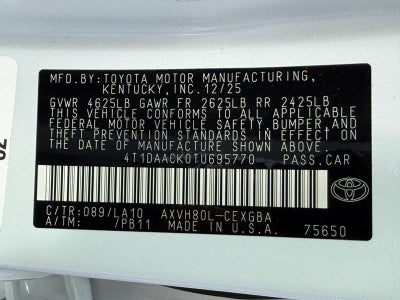 MFD.BY:TOYOTA MOTOR MANUFACTURING,
KENTUCKY, INC. 12/25
GVWR 4625LB GAWR FR 2625LB RR 2425LB
THIS VEHICLE CONFORMS TO ALL APPLICABLE
FEDERAL MOTOR VEHICLE SAFETY,BUMPER,AND
THEFT PREVENTION STANDARDS IN EFFECT ON
THE DATE OF MANUFACTURE SHOWN ABOVE.
4T1DAACK0TU695770 PASS.CAR
C/TR:089/LA10 AXVH80L-CEXGBA
A/TM: /PB11 MADE IN U.S.A. 75650
TOYOTA